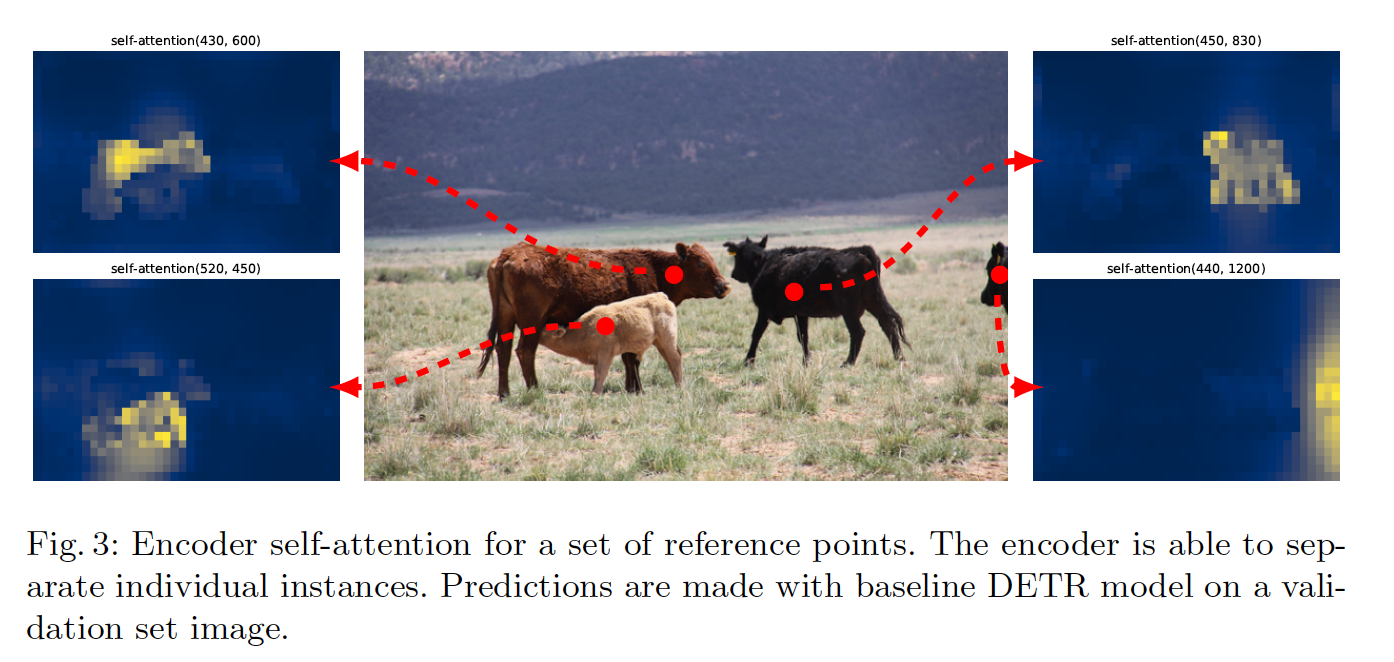 self-attention(430, 600)
self-attention(450, 830)
self-attention(520, 450)
self-attention(440, 1200)
Fig. 3: Encoder self-attention for a set of reference points. The encoder is able to sep-
arate individual instances. Predictions are made with baseline DETR model on a vali-
dation set image.